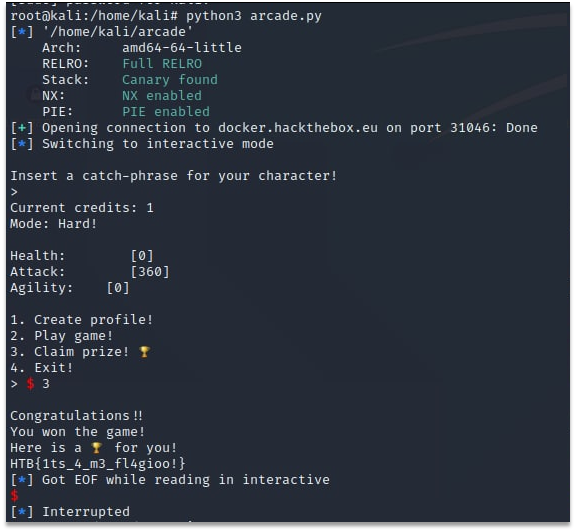 root@kali:/home/kali# python3 arcade.py
[*] '/home/kali/arcade'
    Arch:     amd64-64-little
    RELRO:    Full RELRO
    Stack:    Canary found
    NX:       NX enabled
    PIE:      PIE enabled
[+] Opening connection to docker.hackthebox.eu on port 31046: Done
[*] Switching to interactive mode

Insert a catch-phrase for your character!
>
Current credits: 1
Mode: Hard!

Health:         [0]
Attack:         [360]
Agility:    [0]

1. Create profile!
2. Play game!
3. Claim prize! 🏆
4. Exit!
> $ 3

Congratulations!!
You won the game!
Here is a 🏆 for you!
HTB{1ts_4_m3_fl4gioo!}
[*] Got EOF while reading in interactive
$
[*] Interrupted